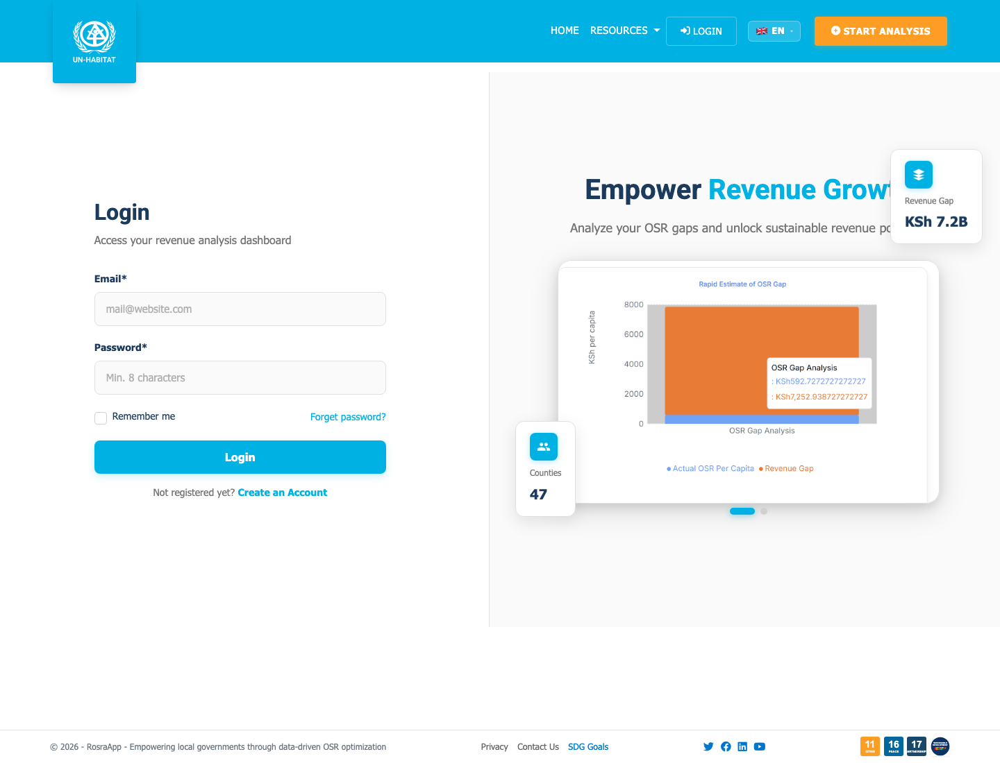 UN-HABITAT
HOME RESOURCES LOGIN EN START ANALYSIS
Login
Access your revenue analysis dashboard
Email*
mail@website.com
Password*
Min. 8 characters
Remember me Forget password?
Login
Not registered yet? Create an Account
Empower Revenue Growt
Analyze your OSR gaps and unlock sustainable revenue po
Revenue Gap
KSh 7.2B
Rapid Estimate of OSR Gap
KSh per capita
8000
6000
4000
2000
0
OSR Gap Analysis
: KSh592.7272727272727
: KSh7,252.938727272727
OSR Gap Analysis
Actual OSR Per Capita Revenue Gap
Counties
47
© 2026 - RosraApp - Empowering local governments through data-driven OSR optimization
Privacy Contact Us SDG Goals
11 16 17
PEACE PARTNERSHIP